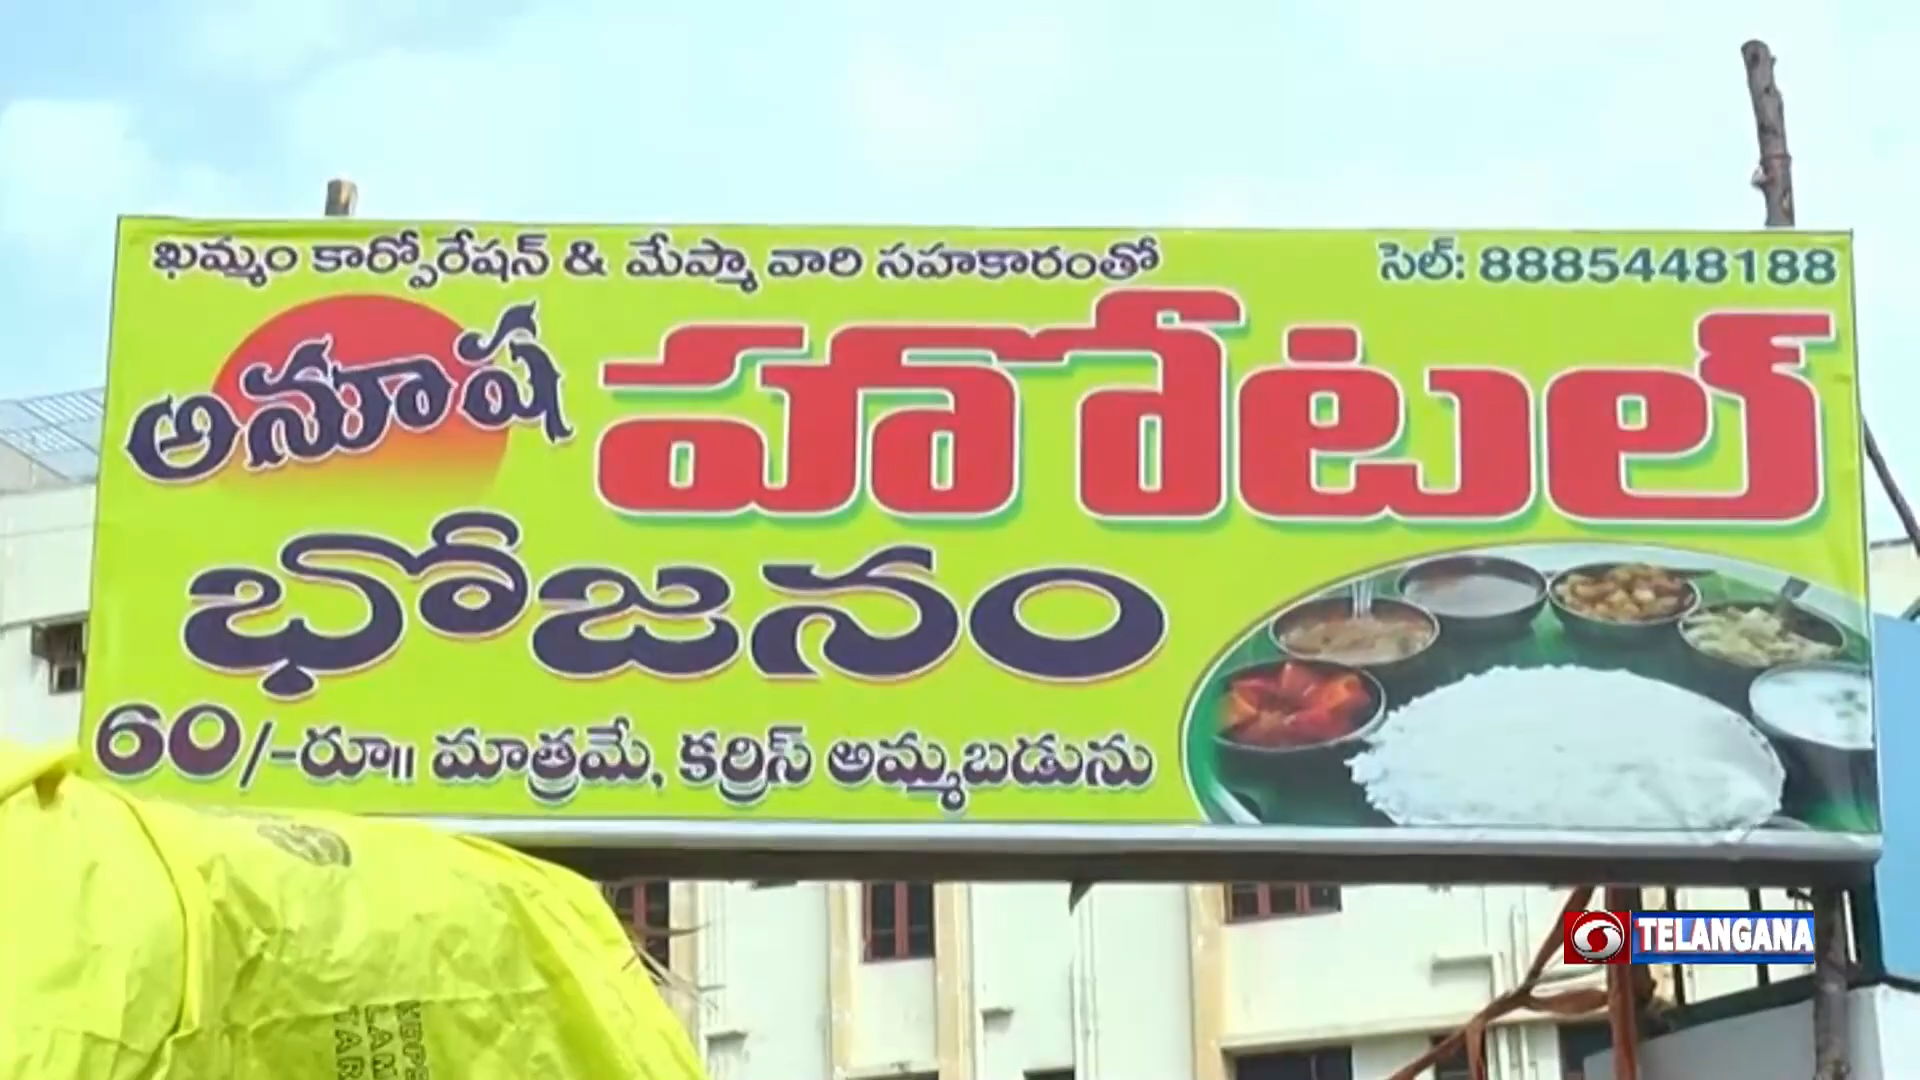 ఖమ్మం కార్పోరేషన్ & మేప్మా వారి సహకారంతో
సెల్: 8885448188
అనూష హోటల్
భోజనం
60/-రూ॥ మాత్రమే, కర్రీస్ అమ్మబడును
TELANGANA